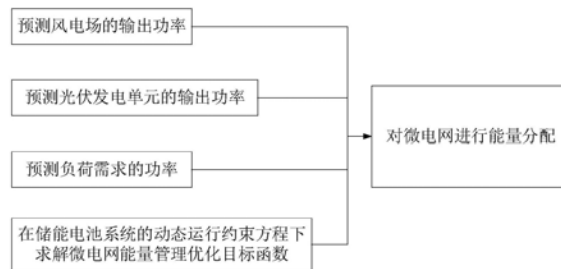 预测风电场的输出功率
预测光伏发电单元的输出功率
预测负荷需求的功率
在储能电池系统的动态运行约束方程下
求解微电网能量管理优化目标函数
对微电网进行能量分配